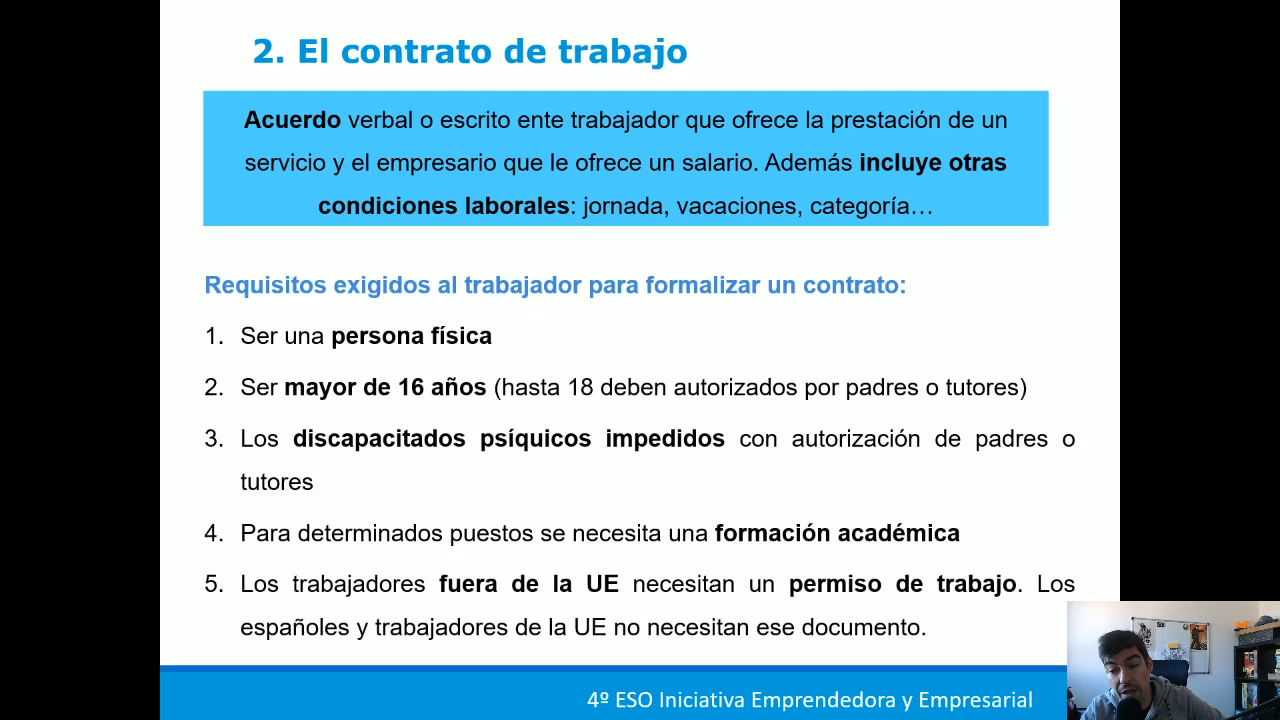 2. El contrato de trabajo
Acuerdo verbal o escrito ente trabajador que ofrece la prestación de un
servicio y el empresario que le ofrece un salario. Además incluye otras
condiciones laborales: jornada, vacaciones, categoría…
Requisitos exigidos al trabajador para formalizar un contrato:
1. Ser una persona física
2. Ser mayor de 16 años (hasta 18 deben autorizados por padres o tutores)
3. Los discapacitados psíquicos impedidos con autorización de padres o
tutores
4. Para determinados puestos se necesita una formación académica
5. Los trabajadores fuera de la UE necesitan un permiso de trabajo. Los
españoles y trabajadores de la UE no necesitan ese documento.
4º ESO Iniciativa Emprendedora y Empresarial